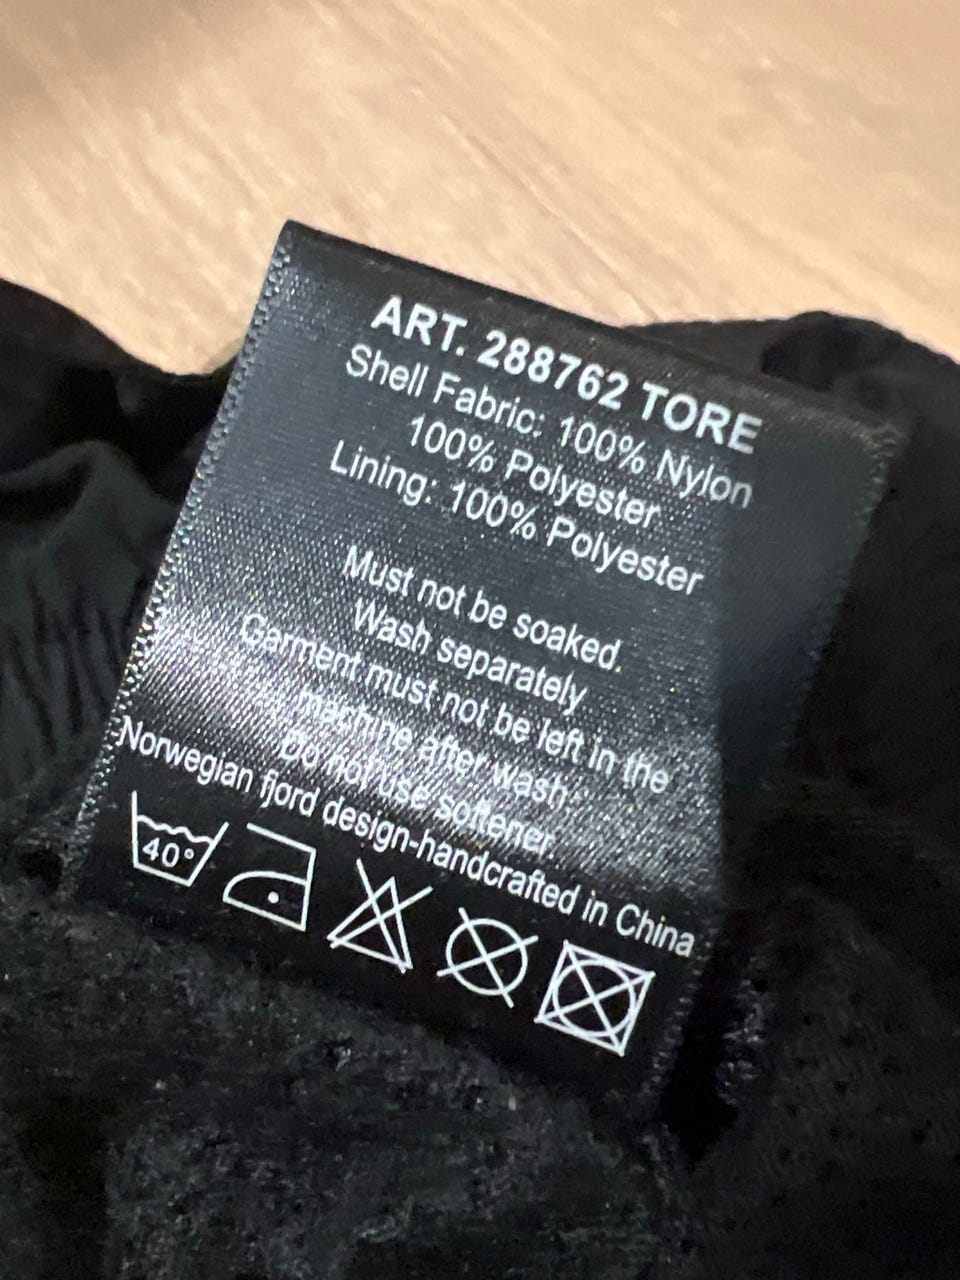 ART. 288762 TORE
Shell Fabric: 100% Nylon
100% Polyester
Lining: 100% Polyester
Must not be soaked.
Wash separately
Garment must not be left in the
machine after wash.
Do not use softener.
Norwegian fjord design-handcrafted in China
40°